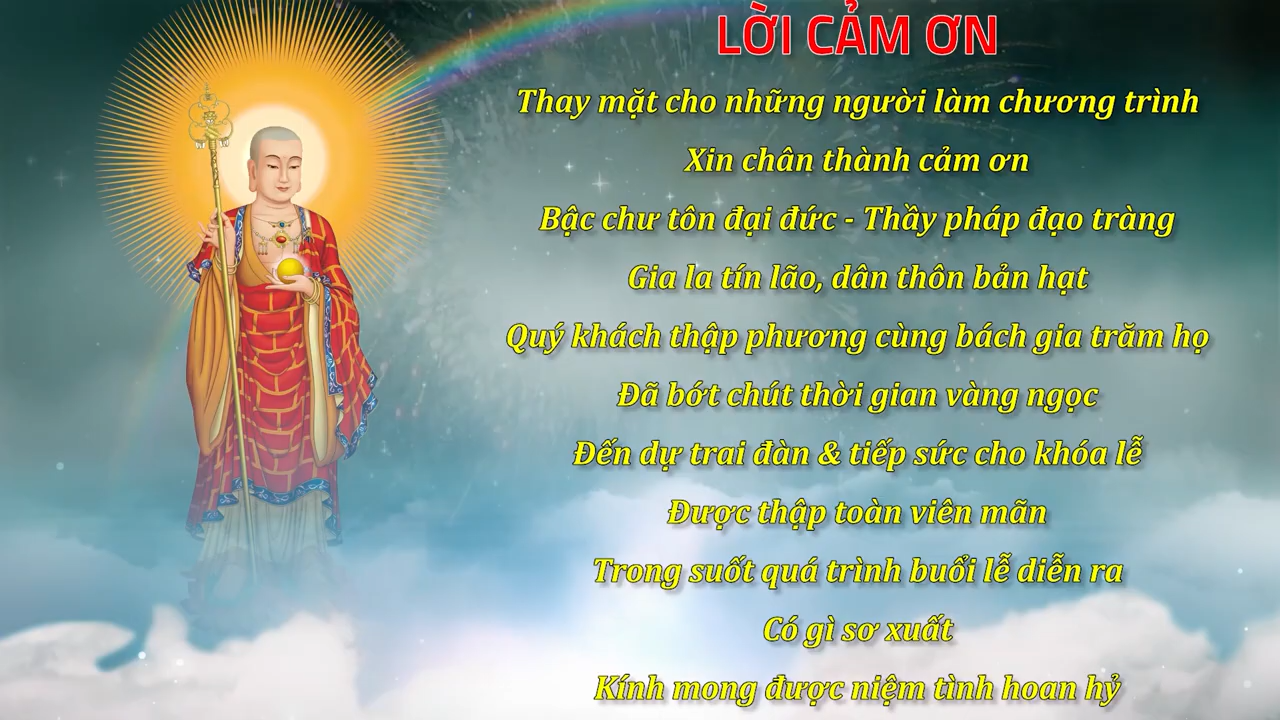 LỜI CẢM ƠN
Thay mặt cho những người làm chương trình
Xin chân thành cảm ơn
Bậc chư tôn đại đức - Thầy pháp đạo tràng
Gia la tín lão, dân thôn bản hạt
Quý khách thập phương cùng bách gia trăm họ
Đã bớt chút thời gian vàng ngọc
Đến dự trai đàn & tiếp sức cho khóa lễ
Được thập toàn viên mãn
Trong suốt quá trình buổi lễ diễn ra
Có gì sơ xuất
Kính mong được niệm tình hoan hỷ